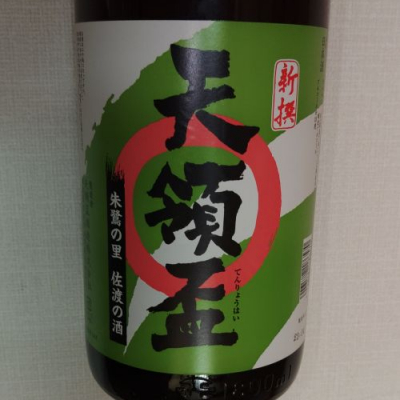 新撰
天領盃
てんりょうはい
朱鷺の里 佐渡の酒